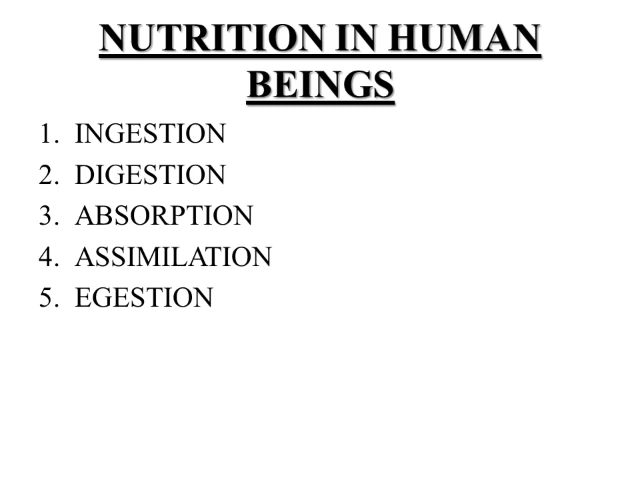 NUTRITION IN HUMAN
BEINGS
1. INGESTION
2. DIGESTION
3. ABSORPTION
4. ASSIMILATION
5. EGESTION